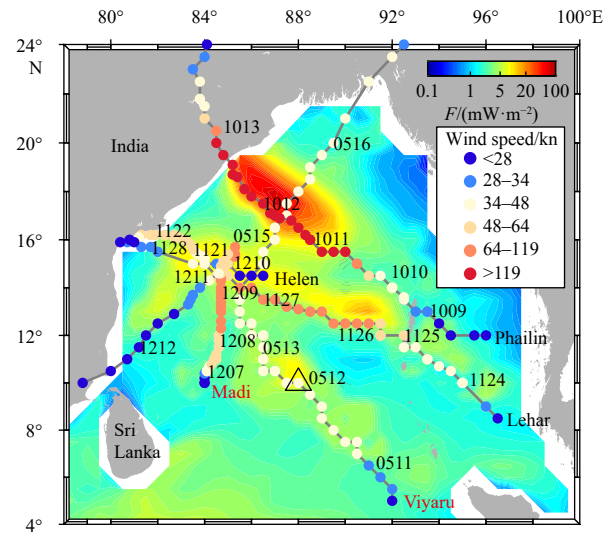 80° 84° 88° 92° 96° 100°E
24°
N
20°
16°
12°
8°
4°
0.1 1 5 20 100
F/(mW·m⁻²)
Wind speed/kn
<28
28–34
34–48
48–64
64–119
>119
India
1013
0516
1012
1122
1128
0515
1011
1121
1210
1211
Helen
1010
1209
1127
1009
1126
1125
Phailin
1208
1212
0513
1207
0512
1124
Madi
Lehar
Sri
Lanka
0511
Viyaru